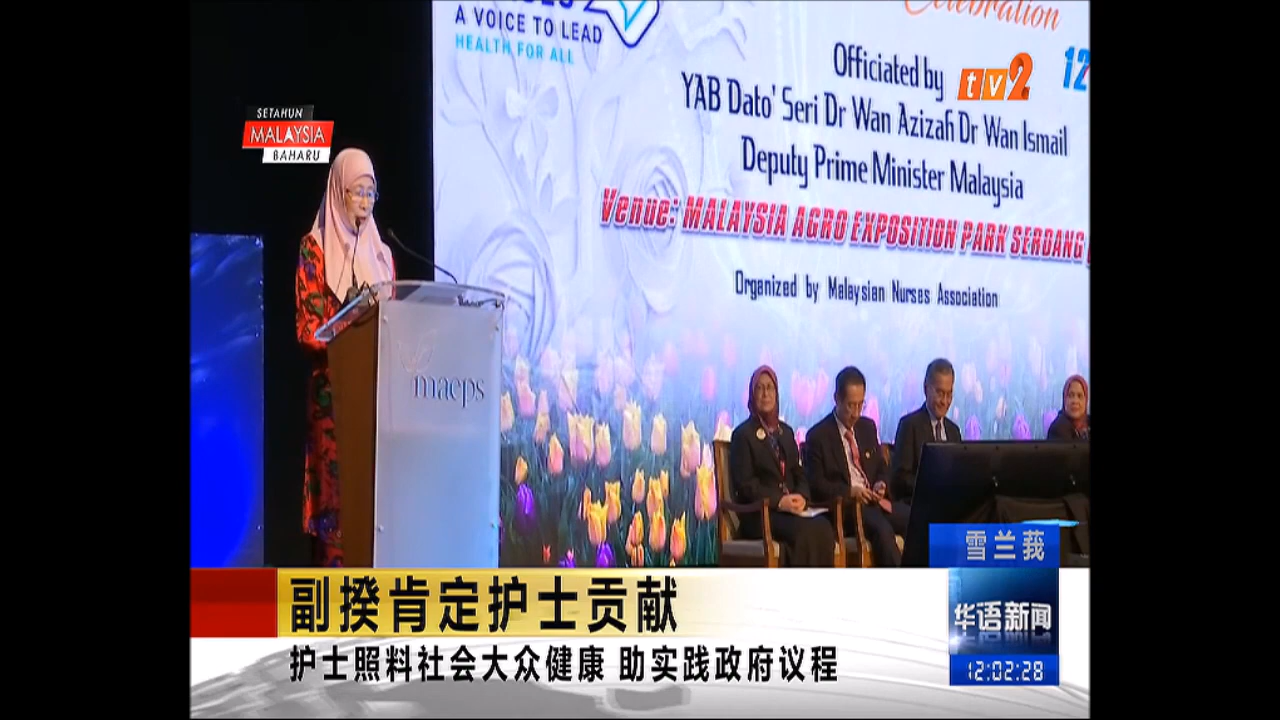 A VOICE TO LEAD
HEALTH FOR ALL
Celebration
Officiated by
tv2
12
YAB Dato' Seri Dr Wan Azizah Dr Wan Ismail
Deputy Prime Minister Malaysia
Venue: MALAYSIA AGRO EXPOSITION PARK SERDANG
Organized by Malaysian Nurses Association
SETAHUN
MALAYSIA
BAHARU
maeps
雪兰莪
副揆肯定护士贡献
华语新闻
护士照料社会大众健康 助实践政府议程
12:02:28